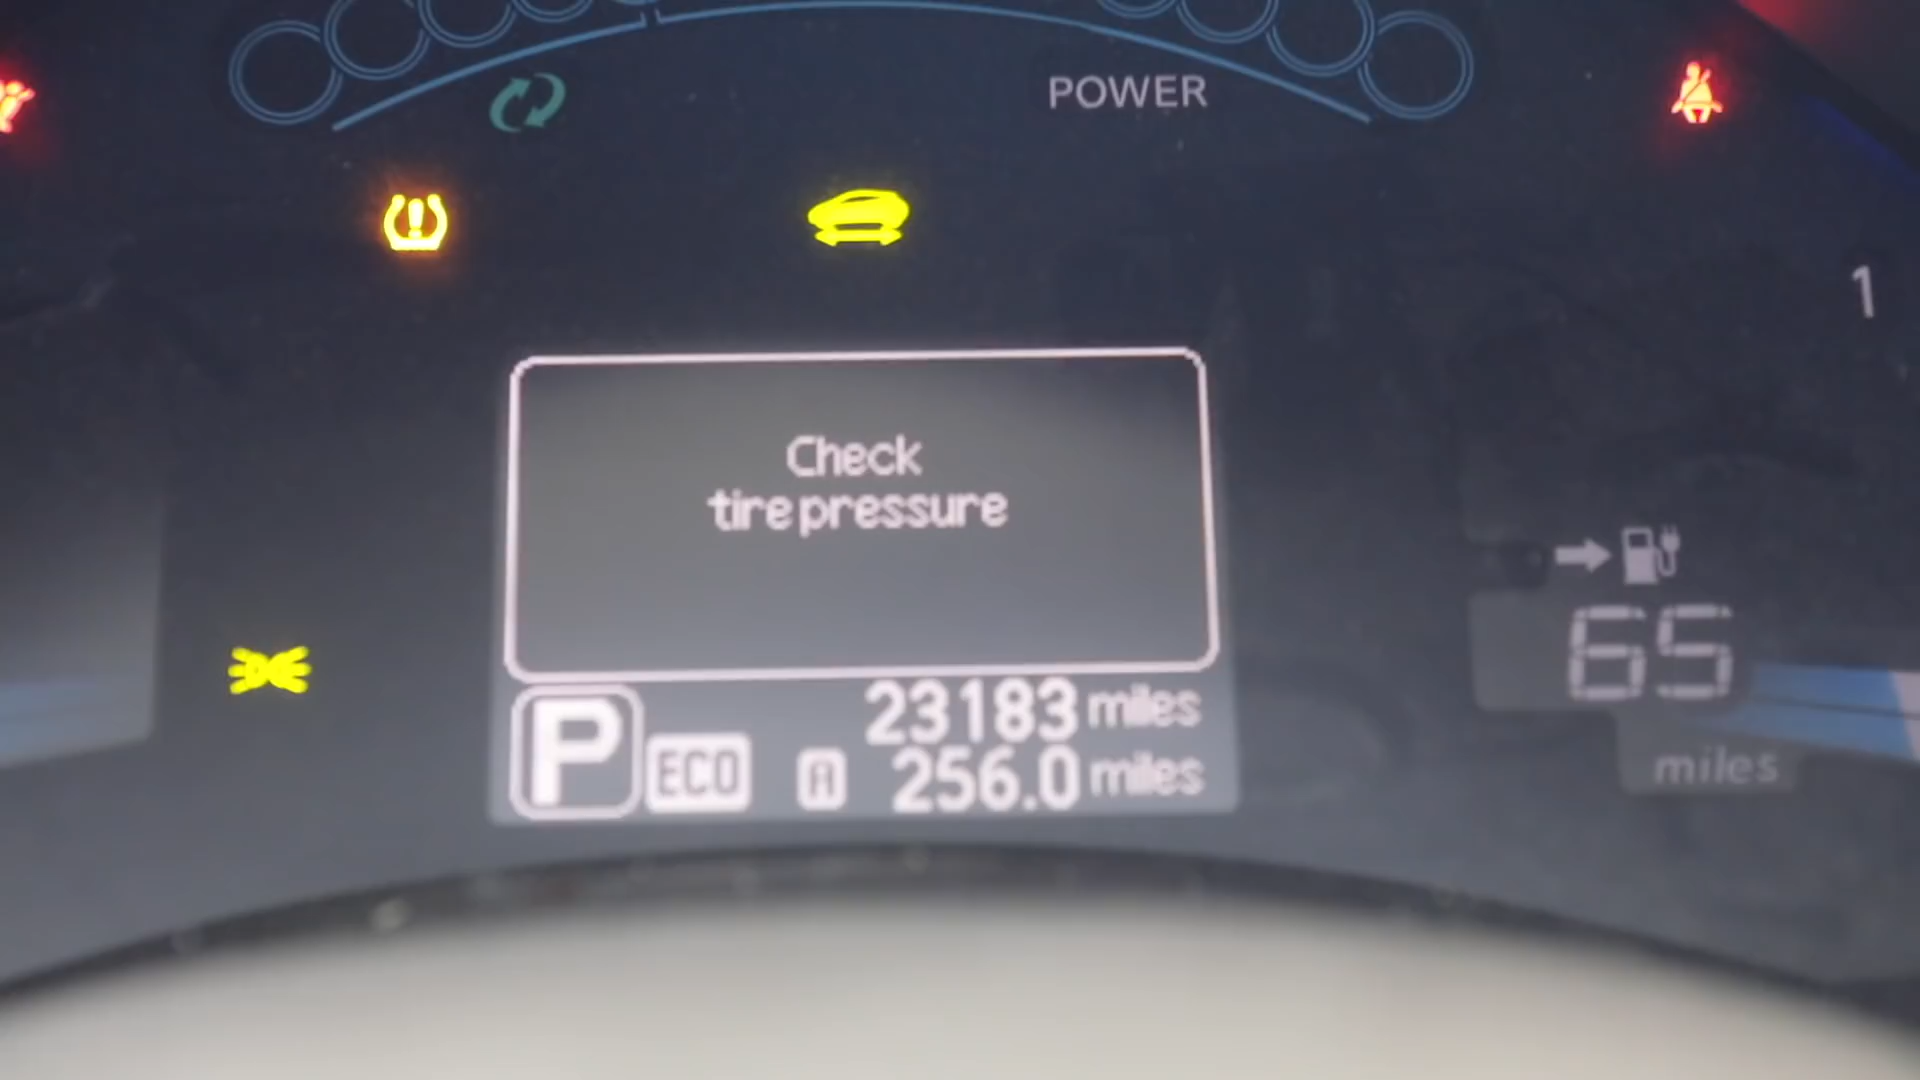 POWER
1
Check
tire pressure
65
miles
P
ECO
A
23183 miles
256.0 miles